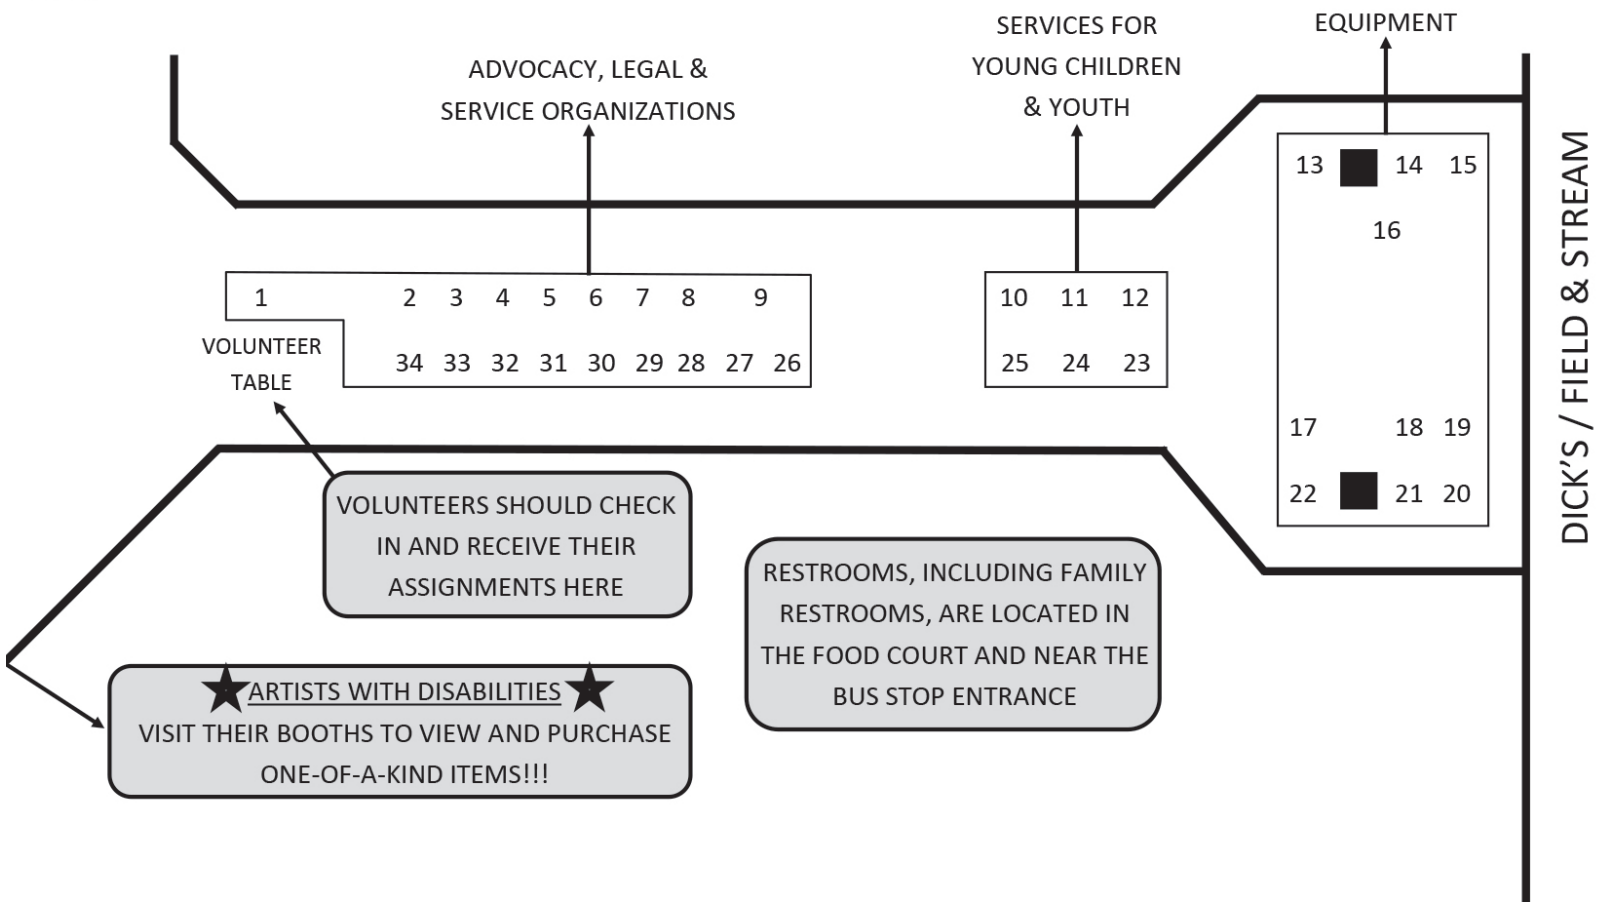 ADVOCACY, LEGAL &
SERVICE ORGANIZATIONS
SERVICES FOR
YOUNG CHILDREN
& YOUTH
EQUIPMENT
1 2 3 4 5 6 7 8 9
34 33 32 31 30 29 28 27 26
VOLUNTEER
TABLE
10 11 12
25 24 23
13 14 15
16
17 18 19
22 21 20
DICK'S / FIELD & STREAM
VOLUNTEERS SHOULD CHECK
IN AND RECEIVE THEIR
ASSIGNMENTS HERE
RESTROOMS, INCLUDING FAMILY
RESTROOMS, ARE LOCATED IN
THE FOOD COURT AND NEAR THE
BUS STOP ENTRANCE
ARTISTS WITH DISABILITIES
VISIT THEIR BOOTHS TO VIEW AND PURCHASE
ONE-OF-A-KIND ITEMS!!!